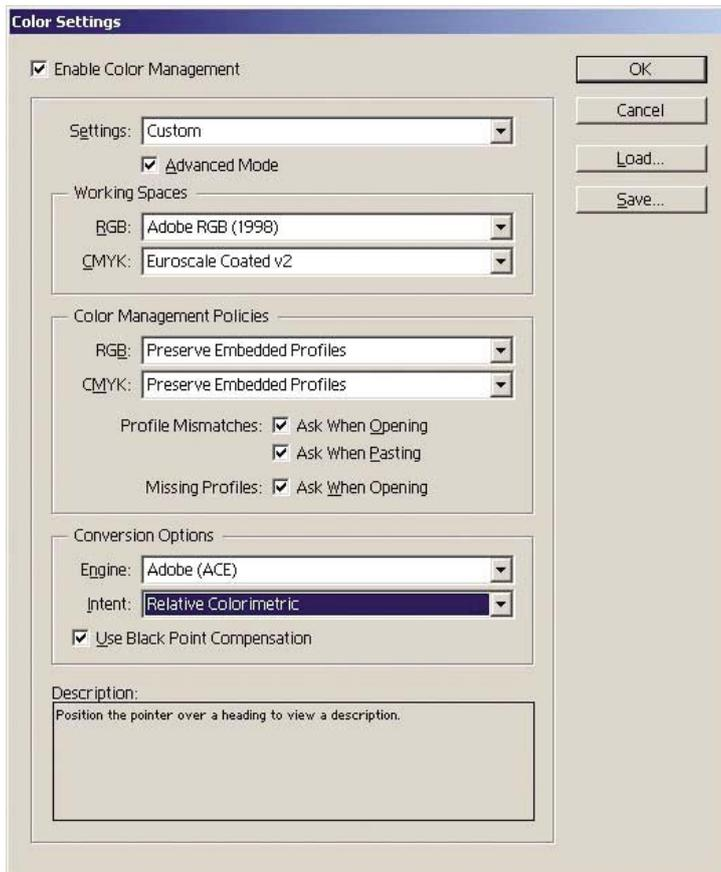 Color Settings
Enable Color Management
OK
Cancel
Load...
Save...
Settings: Custom
Advanced Mode
Working Spaces
RGB: Adobe RGB (1998)
CMYK: Euroscale Coated v2
Color Management Policies
RGB: Preserve Embedded Profiles
CMYK: Preserve Embedded Profiles
Profile Mismatches: Ask When Opening
Ask When Pasting
Missing Profiles: Ask When Opening
Conversion Options
Engine: Adobe (ACE)
Intent: Relative Colorimetric
Use Black Point Compensation
Description:
Position the pointer over a heading to view a description.